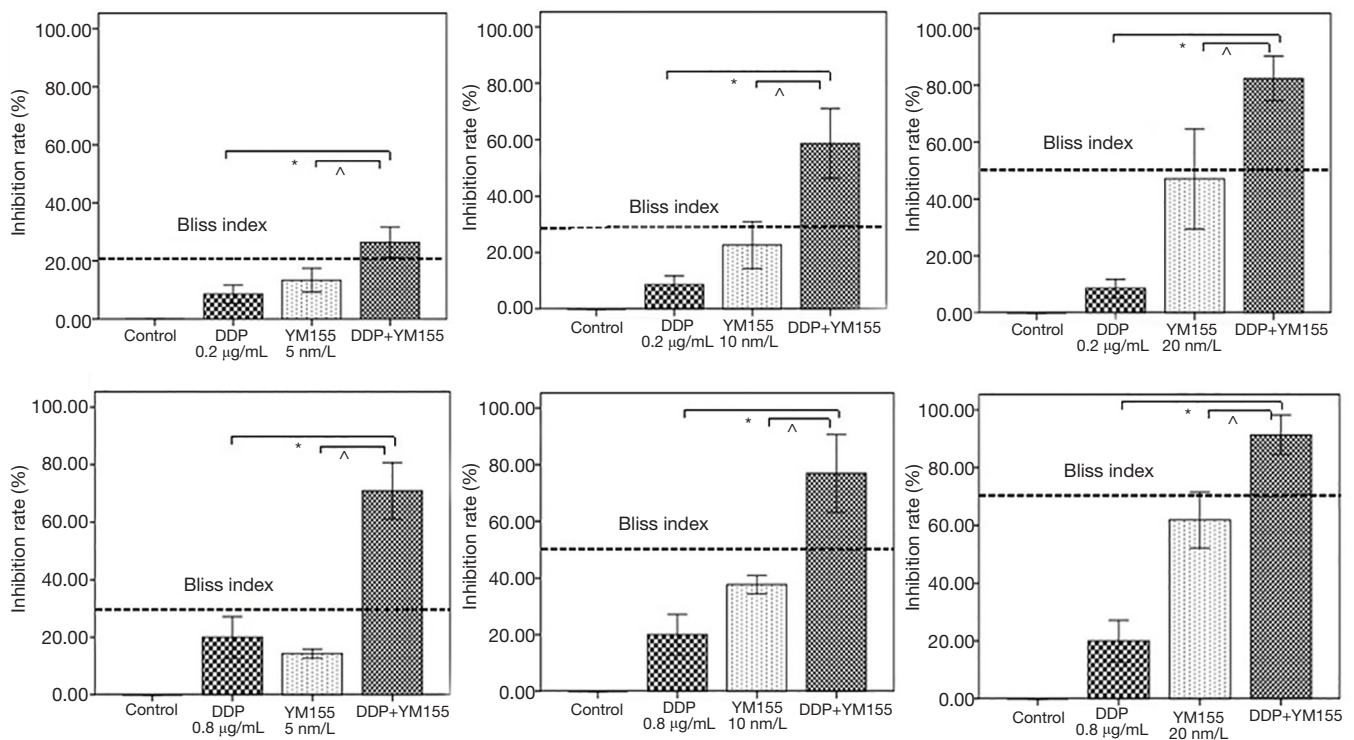 Inhibition rate (%)
100.00
80.00
60.00
40.00
20.00
0.00
* ^
Bliss index
Control DDP YM155 DDP+YM155
0.2 µg/mL 5 nm/L
Inhibition rate (%)
100.00
80.00
60.00
40.00
20.00
0.00
* ^
Bliss index
Control DDP YM155 DDP+YM155
0.2 µg/mL 10 nm/L
Inhibition rate (%)
100.00
80.00
60.00
40.00
20.00
0.00
* ^
Bliss index
Control DDP YM155 DDP+YM155
0.2 µg/mL 20 nm/L
Inhibition rate (%)
100.00
80.00
60.00
40.00
20.00
0.00
* ^
Bliss index
Control DDP YM155 DDP+YM155
0.8 µg/mL 5 nm/L
Inhibition rate (%)
100.00
80.00
60.00
40.00
20.00
0.00
* ^
Bliss index
Control DDP YM155 DDP+YM155
0.8 µg/mL 10 nm/L
Inhibition rate (%)
100.00
80.00
60.00
40.00
20.00
0.00
* ^
Bliss index
Control DDP YM155 DDP+YM155
0.8 µg/mL 20 nm/L